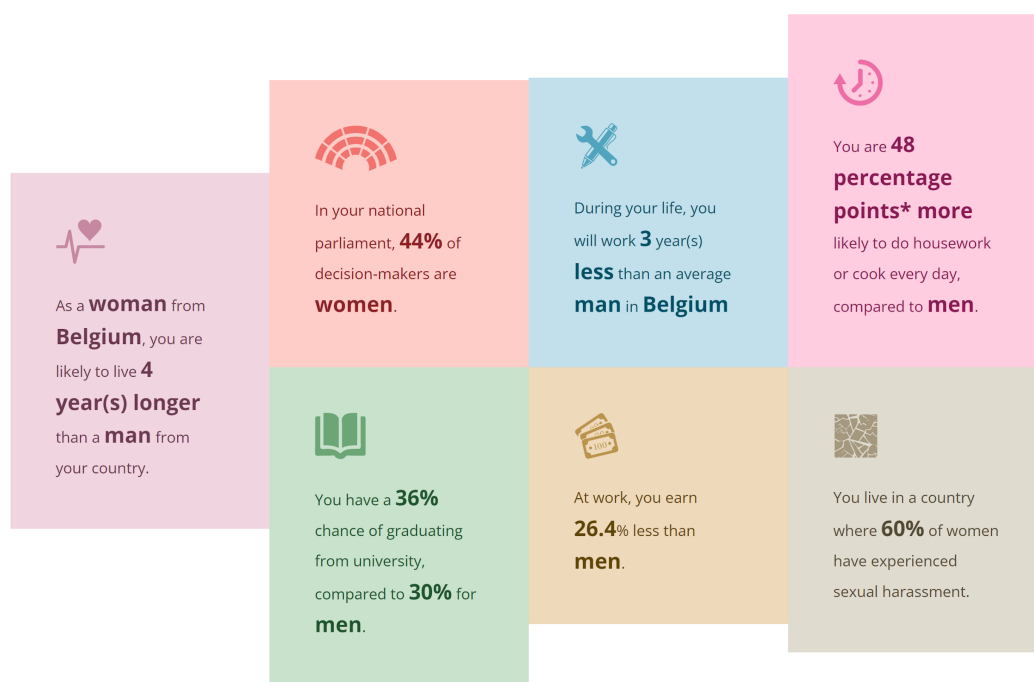 As a woman from
Belgium, you are
likely to live 4
year(s) longer
than a man from
your country.
In your national
parliament, 44% of
decision-makers are
women.
You have a 36%
chance of graduating
from university,
compared to 30% for
men.
During your life, you
will work 3 year(s)
less than an average
man in Belgium
At work, you earn
26.4% less than
men.
You are 48
percentage
points* more
likely to do housework
or cook every day,
compared to men.
You live in a country
where 60% of women
have experienced
sexual harassment.